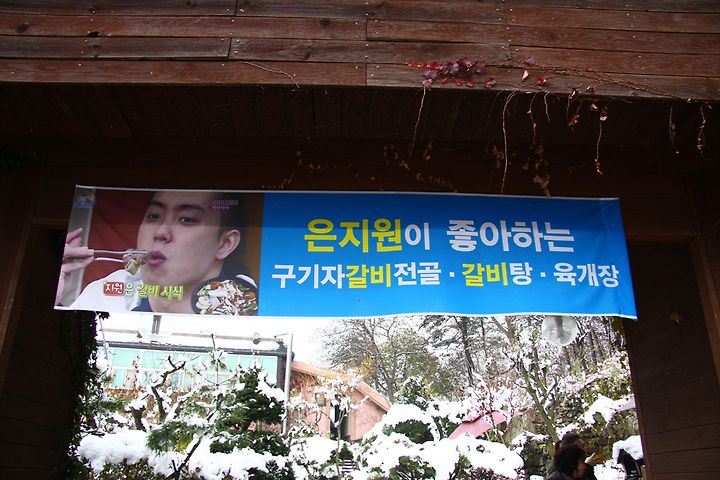 은지원이 좋아하는
구기자갈비전골 · 갈비탕 · 육개장
지원은 갈비 시식